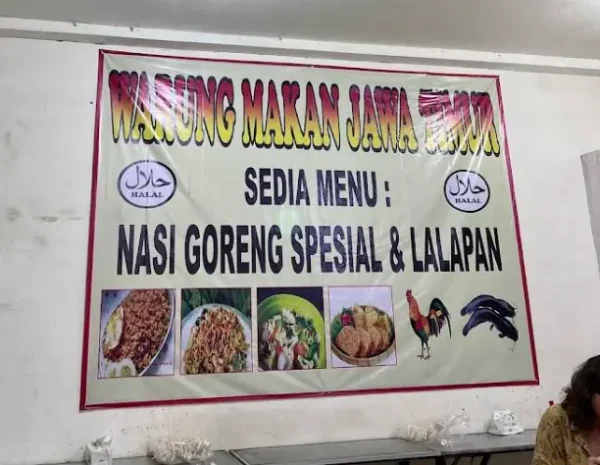 WARUNG MAKAN JAWA TIMUR
حلال
HALAL
SEDIA MENU :
حلال
HALAL
NASI GORENG SPESIAL & LALAPAN